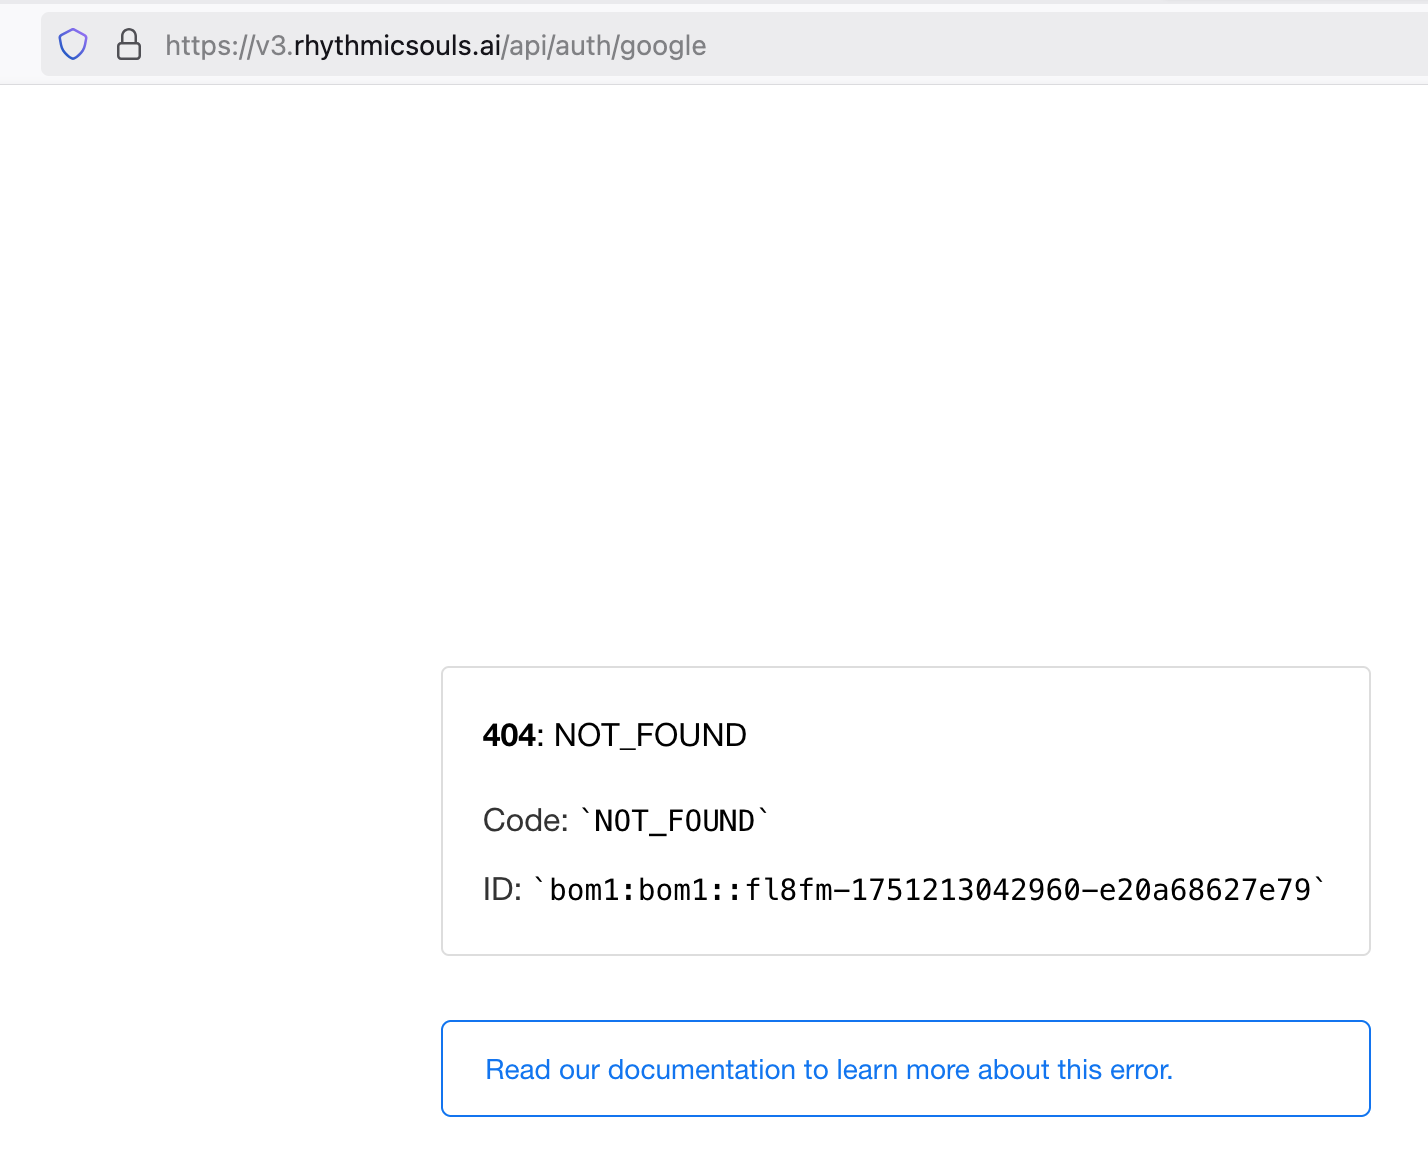 https://v3.rhythmicsouls.ai/api/auth/google
404: NOT_FOUND
Code: `NOT_FOUND`
ID: `bom1:bom1::fl8fm-1751213042960-e20a68627e79`
Read our documentation to learn more about this error.